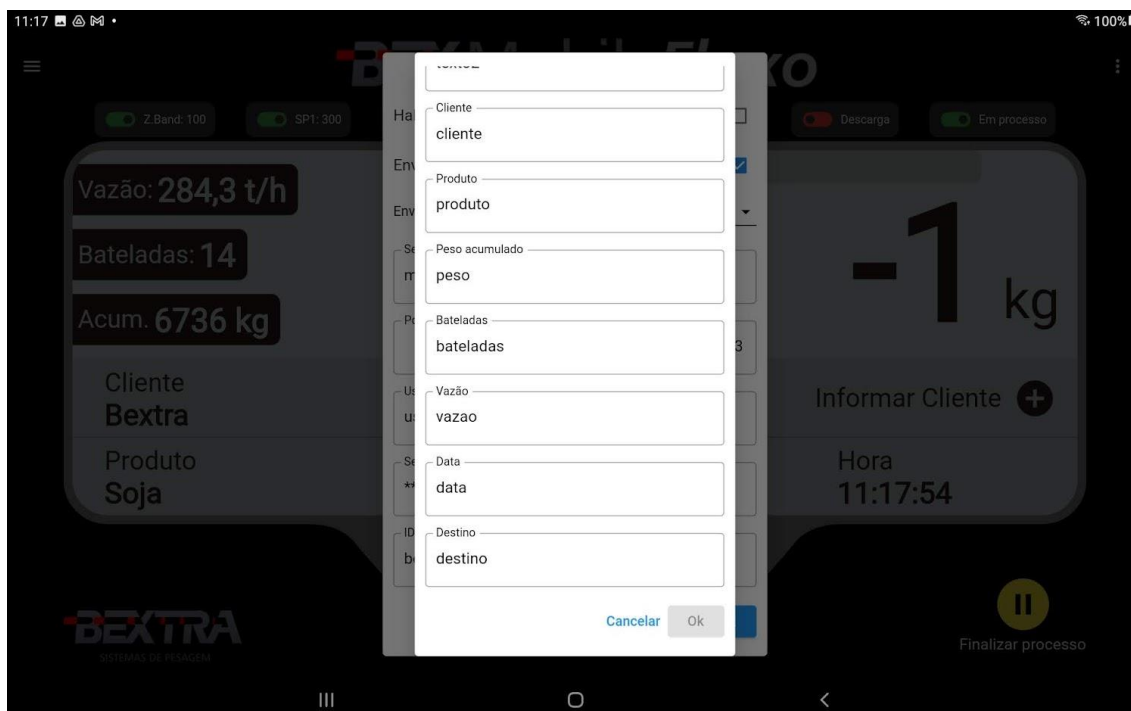 11:17
100%
Z.Band: 100
SP1: 300
Descarga
Em processo
Vazão: 284,3 t/h
Bateladas: 14
Acum. 6736 kg
-1 kg
Cliente
Bextra
Informar Cliente
Produto
Soja
Hora
11:17:54
BEXTRA
SISTEMAS DE PESAGEM
Finalizar processo
Cliente
cliente
Produto
produto
Peso acumulado
peso
Bateladas
bateladas
Vazão
vazao
Data
data
Destino
destino
Cancelar
Ok